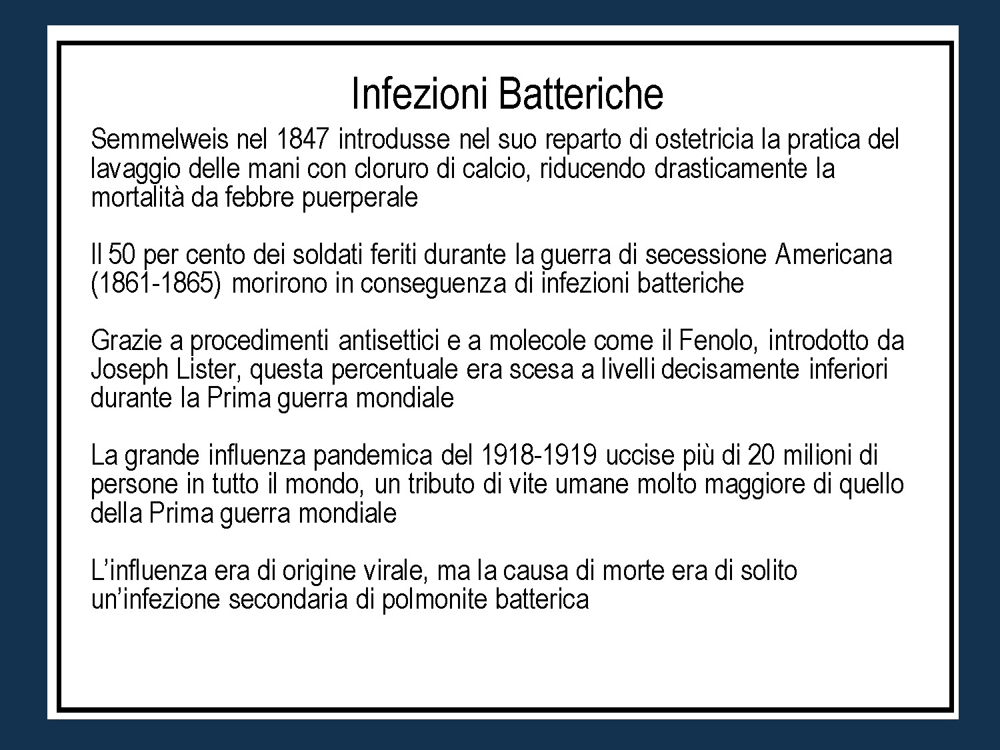 Infezioni Batteriche
Semmelweis nel 1847 introdusse nel suo reparto di ostetricia la pratica del
lavaggio delle mani con cloruro di calcio, riducendo drasticamente la
mortalità da febbre puerperale
Il 50 per cento dei soldati feriti durante la guerra di secessione Americana
(1861-1865) morirono in conseguenza di infezioni batteriche
Grazie a procedimenti antisettici e a molecole come il Fenolo, introdotto da
Joseph Lister, questa percentuale era scesa a livelli decisamente inferiori
durante la Prima guerra mondiale
La grande influenza pandemica del 1918-1919 uccise più di 20 milioni di
persone in tutto il mondo, un tributo di vite umane molto maggiore di quello
della Prima guerra mondiale
L’influenza era di origine virale, ma la causa di morte era di solito
un’infezione secondaria di polmonite batterica